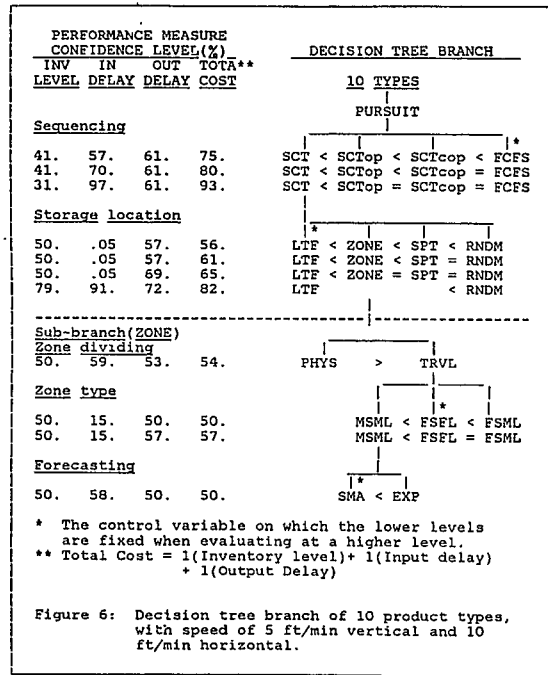 PERFORMANCE MEASURE
CONFIDENCE LEVEL(%) DECISION TREE BRANCH
INV IN OUT TOTA**
LEVEL DELAY DELAY COST 10 TYPES
PURSUIT
Sequencing
*
41. 57. 61. 75. SCT < SCTop < SCTcop < FCFS
41. 70. 61. 80. SCT < SCTop < SCTcop = FCFS
31. 97. 61. 93. SCT < SCTop = SCTcop = FCFS
Storage location
*
50. .05 57. 56. LTF < ZONE < SPT < RNDM
50. .05 57. 61. LTF < ZONE < SPT = RNDM
50. .05 69. 65. LTF < ZONE = SPT = RNDM
79. 91. 72. 82. LTF < RNDM
Sub-branch(ZONE)
Zone dividing
50. 59. 53. 54. PHYS > TRVL
Zone type
*
50. 15. 50. 50. MSML < FSFL < FSML
50. 15. 57. 57. MSML < FSFL = FSML
Forecasting
*
50. 58. 50. 50. SMA < EXP
* The control variable on which the lower levels
are fixed when evaluating at a higher level.
** Total Cost = 1(Inventory level)+ 1(Input delay)
+ 1(Output Delay)
Figure 6: Decision tree branch of 10 product types,
with speed of 5 ft/min vertical and 10
ft/min horizontal.